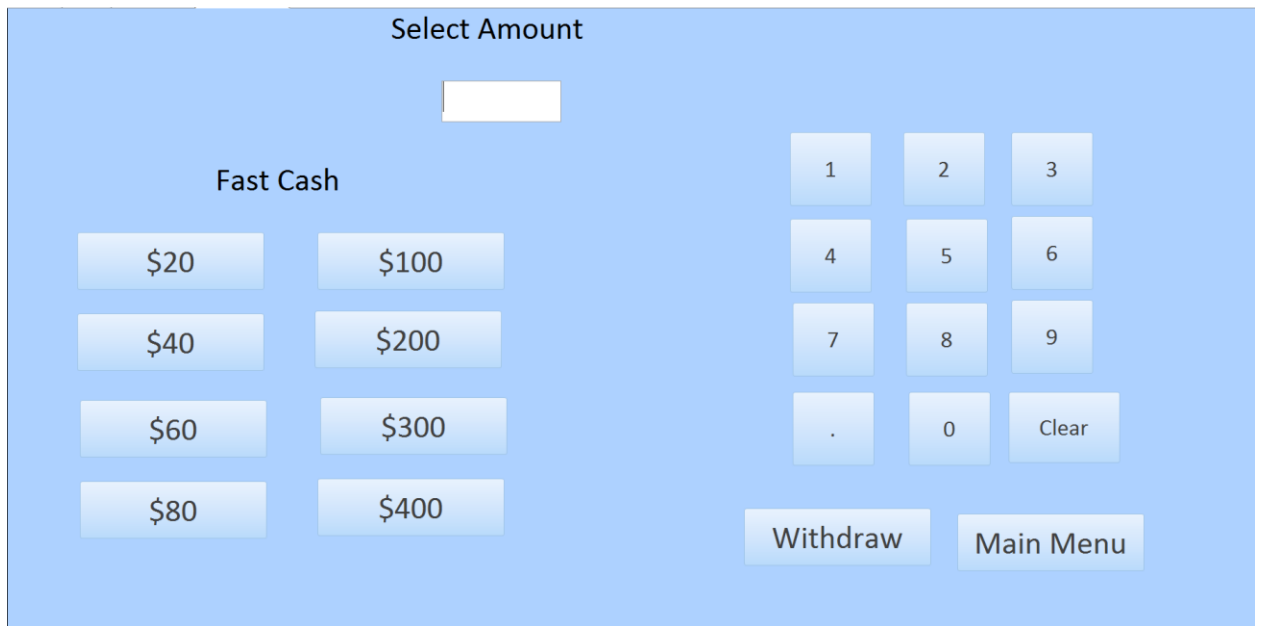 Select Amount
Fast Cash
$20 $100
$40 $200
$60 $300
$80 $400
1 2 3
4 5 6
7 8 9
. 0 Clear
Withdraw Main Menu